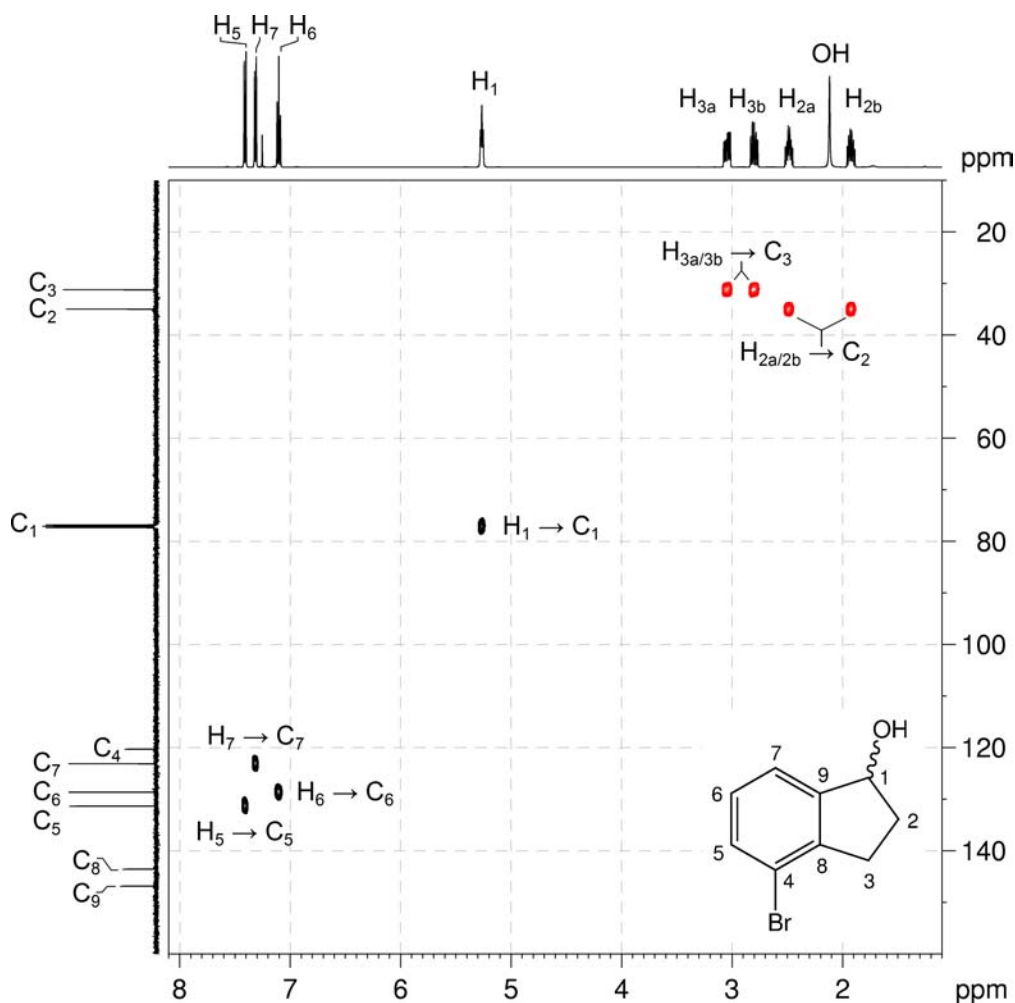 H5 H7 H6
OH
H1
H3a H3b H2a H2b
ppm
20
H3a/3b → C3
C3
C2
40
H2a/2b → C2
60
C1
H1 → C1
80
100
H7 → C7
C4
120
C7
OH
7
9
1
C6
H6 → C6
6
2
C5
H5 → C5
5
8
C8
140
4
3
C9
Br
8 7 6 5 4 3 2 ppm